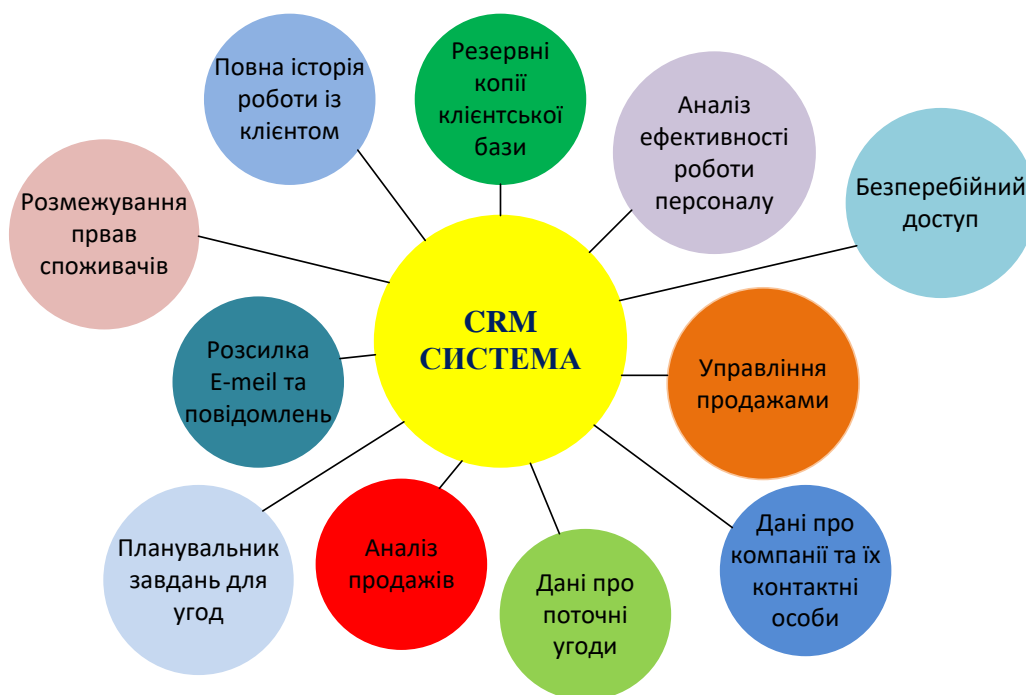 Повна історія
роботи із
клієнтом
Резервні
копії
клієнтської
бази
Аналіз
ефективності
роботи
персоналу
Безперебійний
доступ
Розмежування
првав
споживачів
CRM
СИСТЕМА
Розсилка
E-meil та
повідомлень
Управління
продажами
Планувальник
завдань для
угод
Аналіз
продажів
Дані про
поточні
угоди
Дані про
компанії та їх
контактні
особи